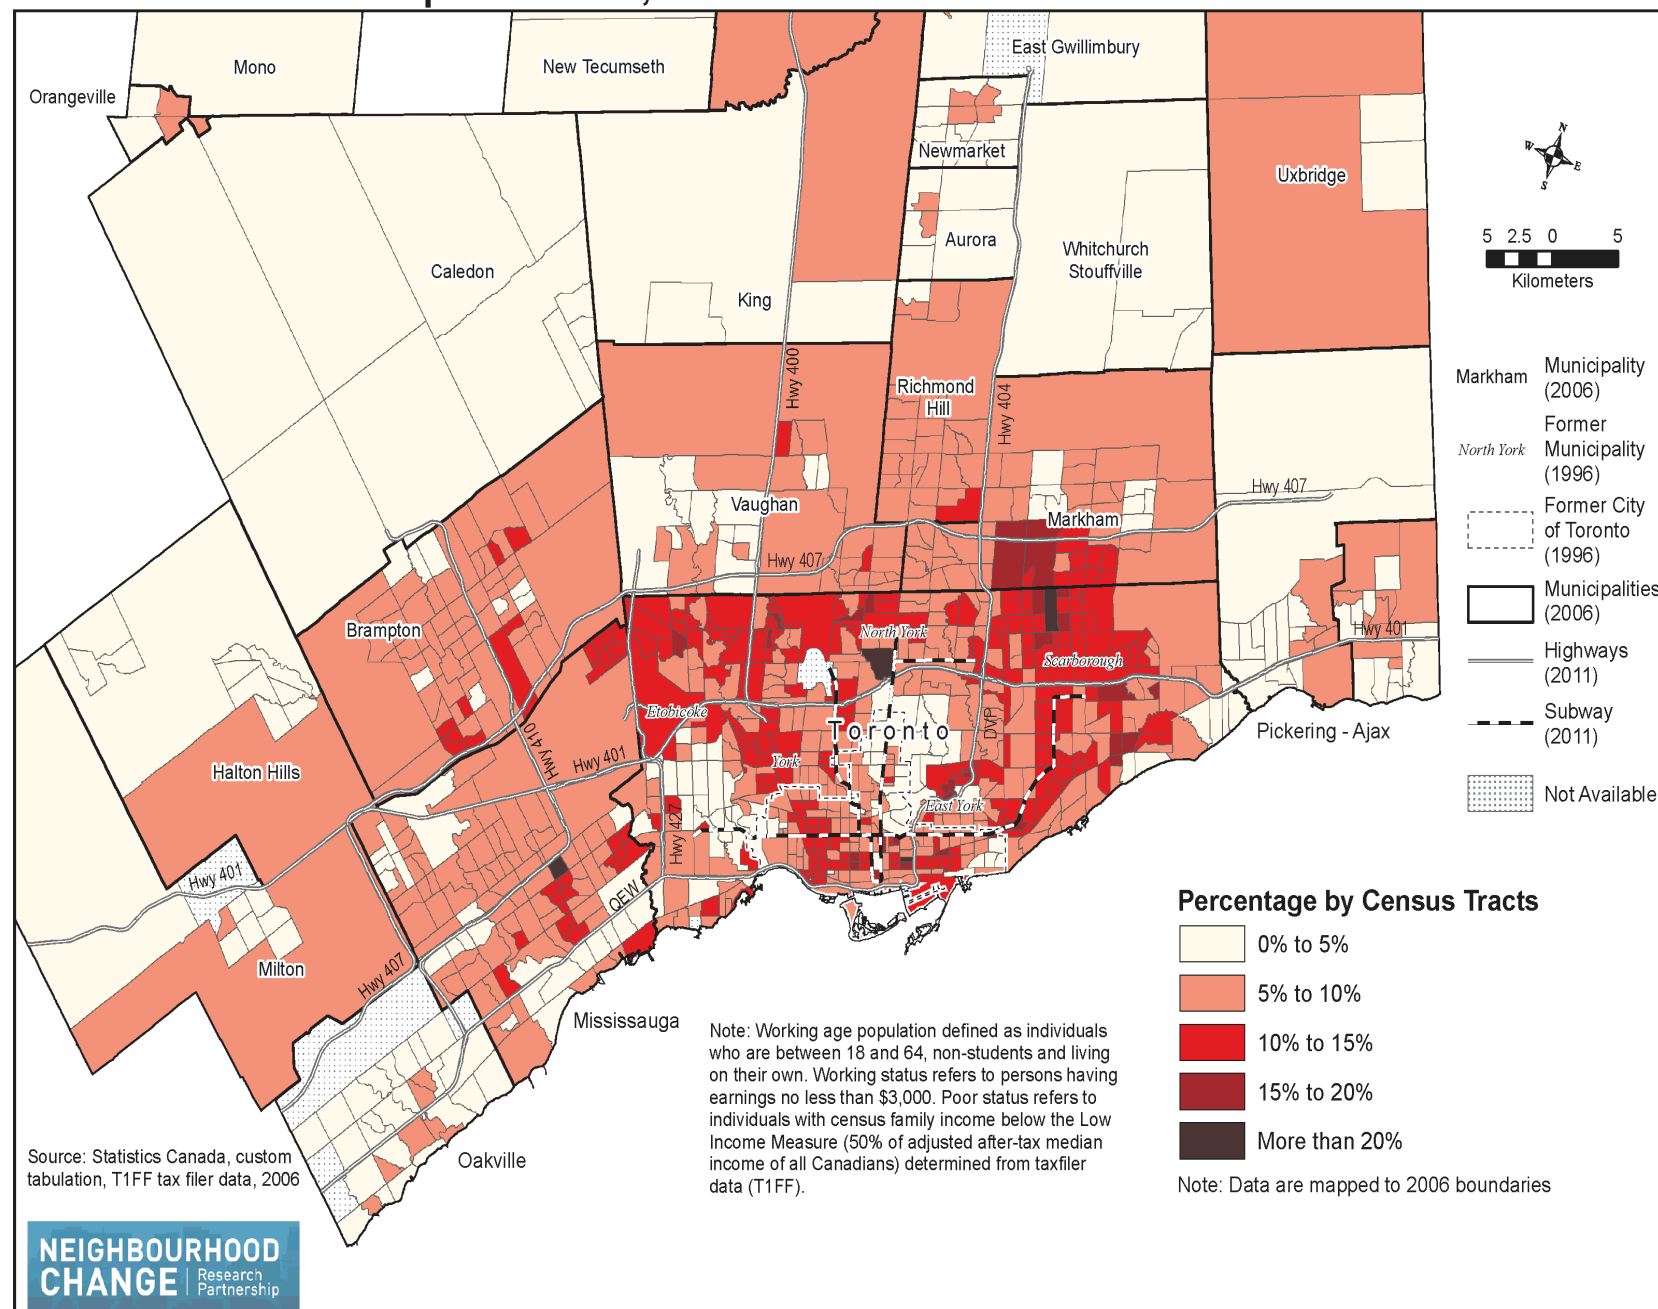 Mono
New Tecumseth
East Gwillimbury
Orangeville
Newmarket
Uxbridge
Aurora
Whitchurch
Stouffville
Caledon
King
N
W
E
S
5 2.5 0 5
Kilometers
Hwy 400
Richmond
Hill
Hwy 404
Vaughan
Markham
Hwy 407
Hwy 407
Brampton
North York
Scarborough
Hwy 401
Etobicoke
Toronto
DVP
Pickering - Ajax
Hwy 410
Hwy 401
York
East York
Halton Hills
Hwy 427
Hwy 401
QEW
Milton
Hwy 407
Mississauga
Oakville
Markham
Municipality
(2006)
North York
Former
Municipality
(1996)
Former City
of Toronto
(1996)
Municipalities
(2006)
Highways
(2011)
Subway
(2011)
Not Available
Percentage by Census Tracts
0% to 5%
5% to 10%
10% to 15%
15% to 20%
More than 20%
Note: Data are mapped to 2006 boundaries
Note: Working age population defined as individuals
who are between 18 and 64, non-students and living
on their own. Working status refers to persons having
earnings no less than $3,000. Poor status refers to
individuals with census family income below the Low
Income Measure (50% of adjusted after-tax median
income of all Canadians) determined from taxfiler
data (T1FF).
Source: Statistics Canada, custom
tabulation, T1FF tax filer data, 2006
NEIGHBOURHOOD
CHANGE
Research
Partnership